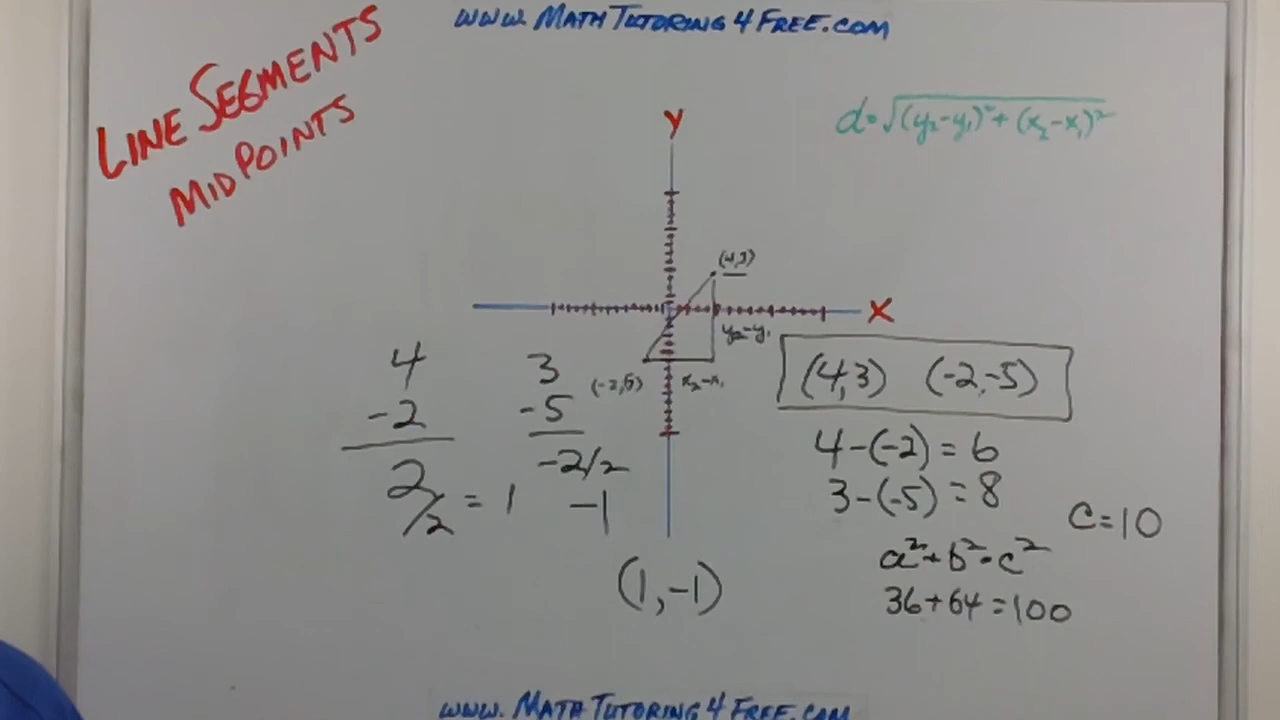 www.MathTutoring4Free.com
LINE SEGMENTS
MIDPOINTS
d=√(y₂-y₁)²+(x₂-x₁)²
Y
(4,3)
X
y₂-y₁
(-2,-5)
x₂-x₁
4
-2
2/2 = 1
3
-5
-2/2
-1
(1,-1)
(4,3) (-2,-5)
4-(-2)=6
3-(-5)=8
c=10
a²+b²=c²
36+64=100
www.MathTutoring4Free.com